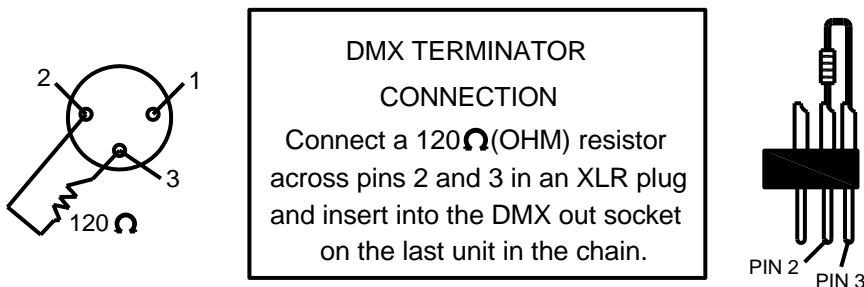 2
1
3
120 Ω
DMX TERMINATOR
CONNECTION
Connect a 120Ω(OHM) resistor
across pins 2 and 3 in an XLR plug
and insert into the DMX out socket
on the last unit in the chain.
PIN 2
PIN 3